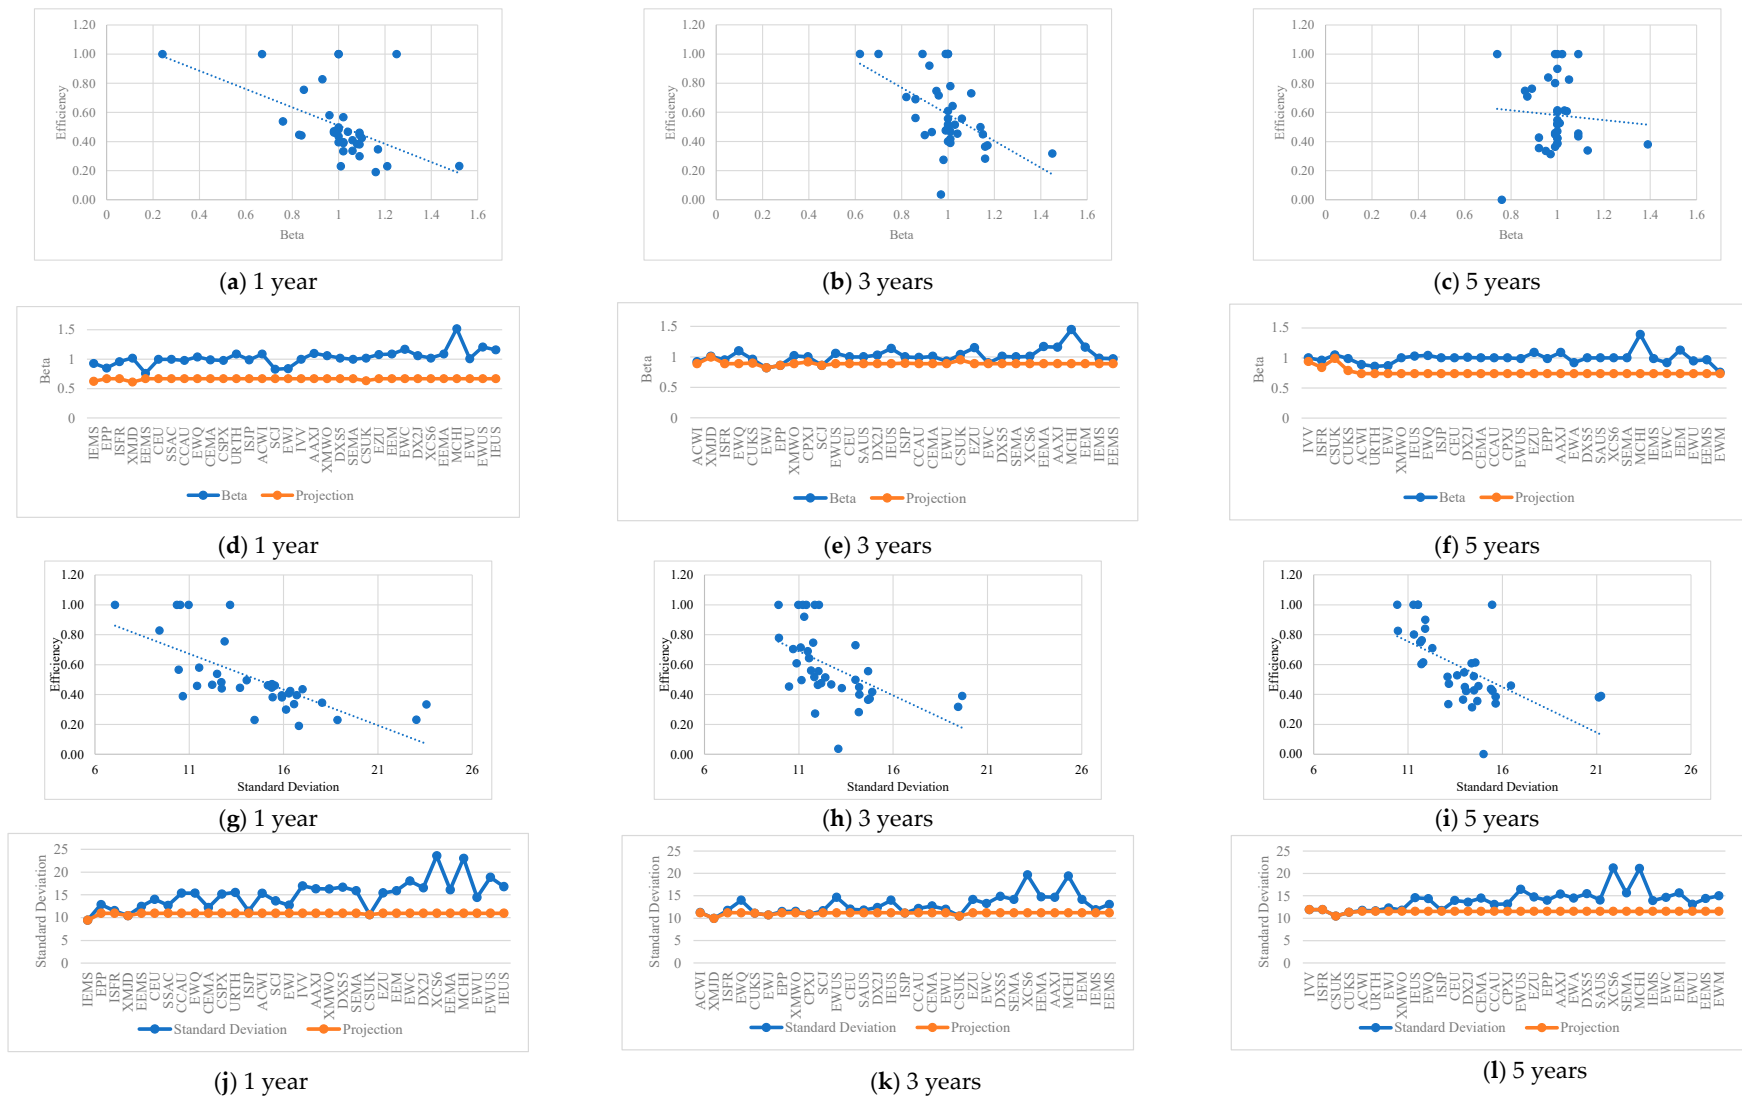 1.20
1.00
0.80
0.60
0.40
0.20
0.00
Efficiency
0 0.2 0.4 0.6 0.8 1 1.2 1.4 1.6
Beta
(a) 1 year
1.20
1.00
0.80
0.60
0.40
0.20
0.00
Efficiency
0 0.2 0.4 0.6 0.8 1 1.2 1.4 1.6
Beta
(b) 3 years
1.20
1.00
0.80
0.60
0.40
0.20
0.00
Efficiency
0 0.2 0.4 0.6 0.8 1 1.2 1.4 1.6
Beta
(c) 5 years
1.5
1
0.5
0
Beta
IEMS EPP ISFR XMJD EEMS CEU SSAC CCAU EWQ CEMA CSPX URTH ISJP ACWI SCJ EWJ IVV AAXJ XMWO DXS5 SEMA CSUK EZU EEM EWC DX2J XCS6 EEMA MCHI EWU EWUS IEUS
Beta Projection
(d) 1 year
1.5
1
0.5
0
Beta
ACWI XMJD ISFR EWQ CUKS EWJ EPP XMWO CPXJ SCJ EWUS CEU SAUS DX2J IEUS ISJP CCAU CEMA EWU CSUK EZU EWC DXS5 SEMA XCS6 EEMA AAXJ MCHI EEM IEMS EEMS
Beta Projection
(e) 3 years
1.5
1
0.5
0
Beta
IVV ISFR CSUK CUKS ACWI URTH EWJ XMWO IEUS EWQ ISJP CEU DX2J CEMA CCAU CPXJ EWUS EZU EPP AAXJ EWA DXS5 SAUS XCS6 SEMA MCHI IEMS EWC EEM EWU EEMS EWM
Beta Projection
(f) 5 years
1.20
1.00
0.80
0.60
0.40
0.20
0.00
Efficiency
6 11 16 21 26
Standard Deviation
(g) 1 year
1.20
1.00
0.80
0.60
0.40
0.20
0.00
Efficiency
6 11 16 21 26
Standard Deviation
(h) 3 years
1.20
1.00
0.80
0.60
0.40
0.20
0.00
Efficiency
6 11 16 21 26
Standard Deviation
(i) 5 years
25
20
15
10
5
0
Standard Deviation
IEMS EPP ISFR XMJD EEMS CEU SSAC CCAU EWQ CEMA CSPX URTH ISJP ACWI SCJ EWJ IVV AAXJ XMWO DXS5 SEMA CSUK EZU EEM EWC DX2J XCS6 EEMA MCHI EWU EWUS IEUS
Standard Deviation Projection
(j) 1 year
25
20
15
10
5
0
Standard Deviation
ACWI XMJD ISFR EWQ CUKS EWJ EPP XMWO CPXJ SCJ EWUS CEU SAUS DX2J IEUS ISJP CCAU CEMA EWU CSUK EZU EWC DXS5 SEMA XCS6 EEMA AAXJ MCHI EEM IEMS EEMS
Standard Deviation Projection
(k) 3 years
25
20
15
10
5
0
Standard Deviation
IVV ISFR CSUK CUKS ACWI URTH EWJ XMWO IEUS EWQ ISJP CEU DX2J CEMA CCAU CPXJ EWUS EZU EPP AAXJ EWA DXS5 SAUS XCS6 SEMA MCHI IEMS EWC EEM EWU EEMS EWM
Standard Deviation Projection
(l) 5 years